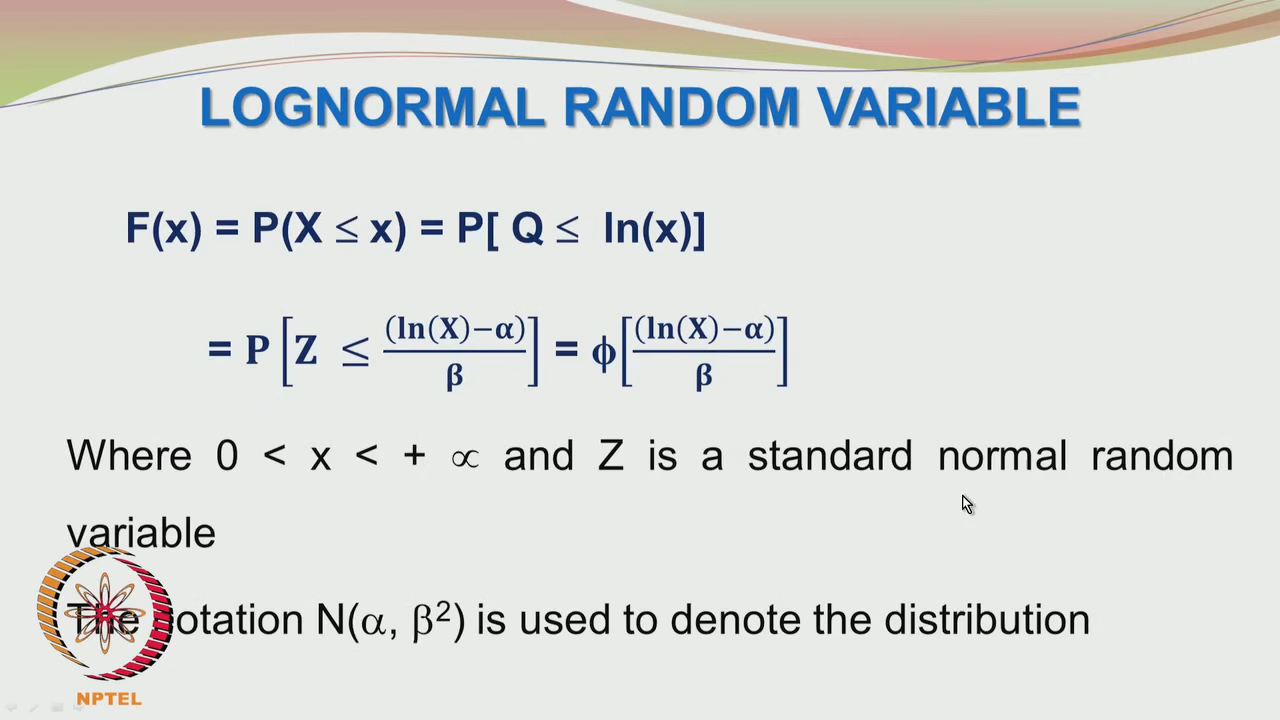 LOGNORMAL RANDOM VARIABLE
F(x) = P(X ≤ x) = P[ Q ≤ ln(x)]
= P[Z ≤ (ln(X)−α)/β] = ϕ[(ln(X)−α)/β]
Where 0 < x < + ∝ and Z is a standard normal random
variable
The notation N(α, β²) is used to denote the distribution
NPTEL